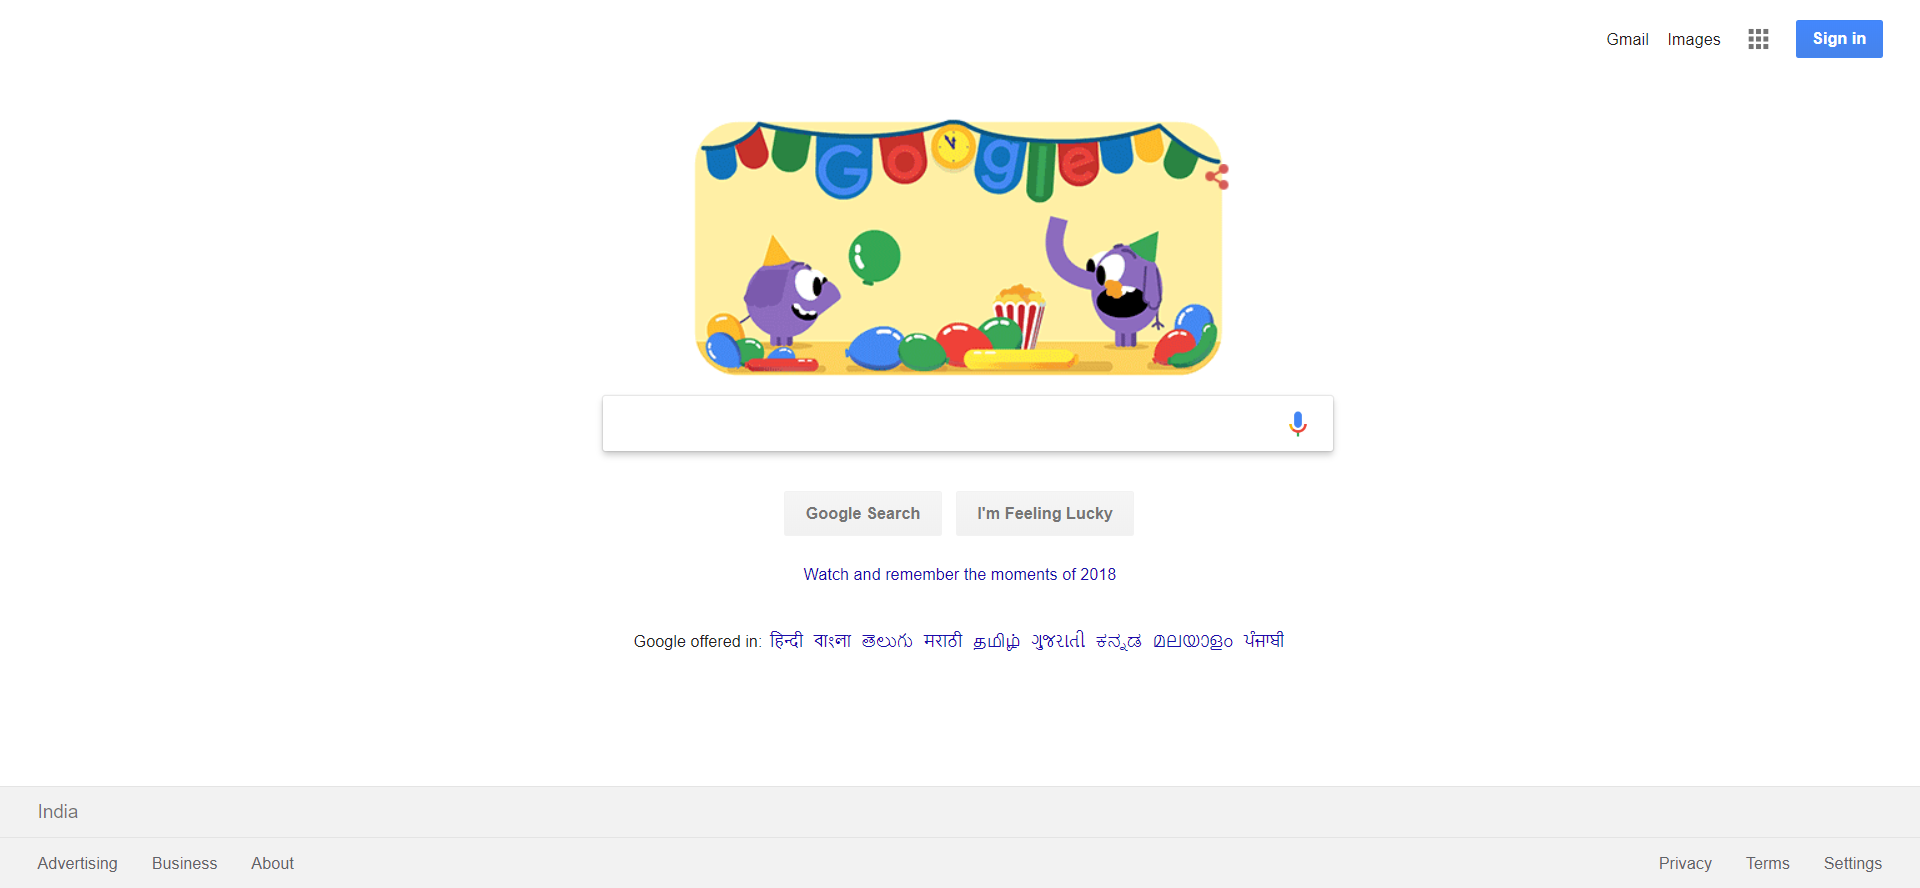 Gmail Images Sign in
Google
Google Search I'm Feeling Lucky
Watch and remember the moments of 2018
Google offered in: हिन्दी বাংলা తెలుగు मराठी தமிழ் ગુજરાતી ಕನ್ನಡ മലയാളം ਪੰਜਾਬੀ
India
Advertising Business About Privacy Terms Settings